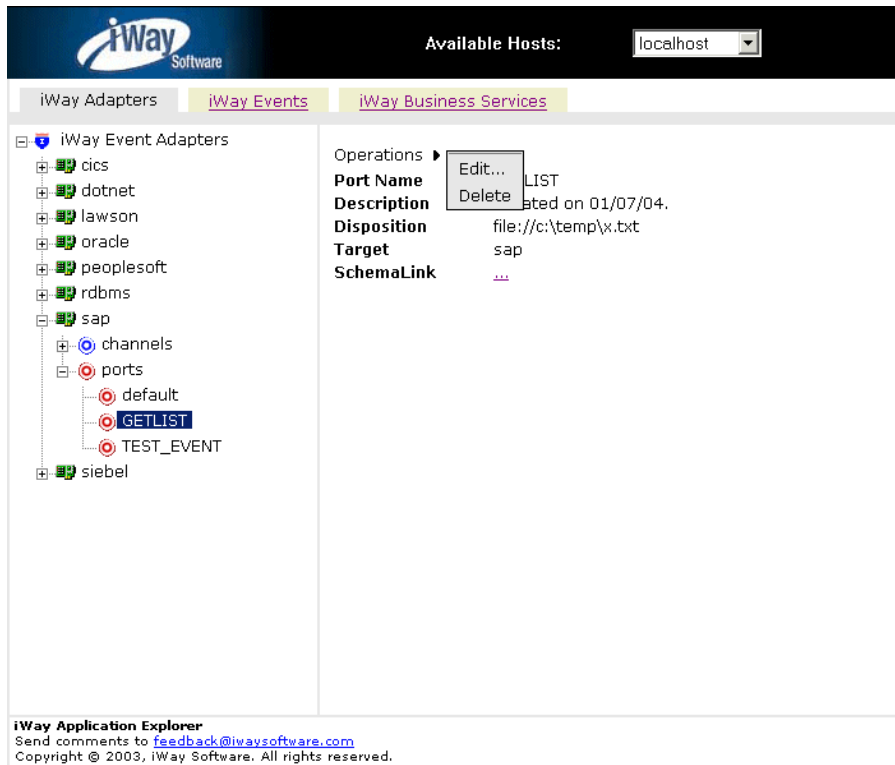 iWay
Software
Available Hosts:
localhost
iWay Adapters
iWay Events
iWay Business Services
iWay Event Adapters
cics
dotnet
lawson
oracle
peoplesoft
rdbms
sap
channels
ports
default
GETLIST
TEST_EVENT
siebel
Operations
Edit...
Delete
Port Name LIST
Description ated on 01/07/04.
Disposition file://c:\temp\x.txt
Target sap
SchemaLink ...
iWay Application Explorer
Send comments to feedback@iwaysoftware.com
Copyright © 2003, iWay Software. All rights reserved.